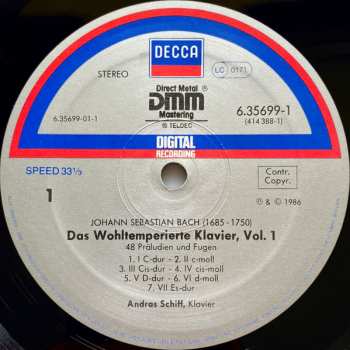 DECCA
STEREO
LC 0171
Direct Metal ®
DMM
Mastering
® TELDEC
6.35699-01-1
6.35699-1
(414 388-1)
DIGITAL
RECORDING
SPEED 33⅓
Contr.
Copyr.
1
℗ & © 1986
JOHANN SEBASTIAN BACH (1685-1750)
Das Wohltemperierte Klavier, Vol. 1
48 Präludien und Fugen
1. I C-dur - 2. II c-moll
3. III Cis-dur - 4. IV cis-moll
5. V D-dur - 6. VI d-moll
7. VII Es-dur
Andras Schiff, Klavier